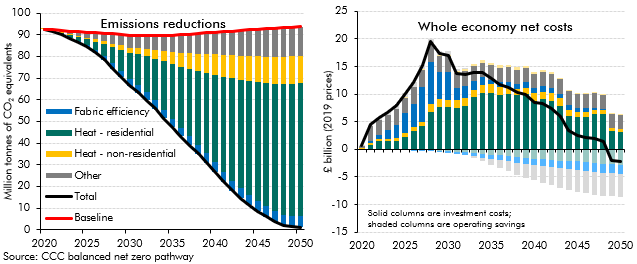 Emissions reductions
Million tonnes of CO2 equivalents
100
90
80
70
60
50
40
30
20
10
0
Fabric efficiency
Heat - residential
Heat - non-residential
Other
Total
Baseline
2020 2025 2030 2035 2040 2045 2050
Whole economy net costs
£ billion (2019 prices)
25
20
15
10
5
0
-5
-10
-15
Solid columns are investment costs;
shaded columns are operating savings
2020 2025 2030 2035 2040 2045 2050
Source: CCC balanced net zero pathway